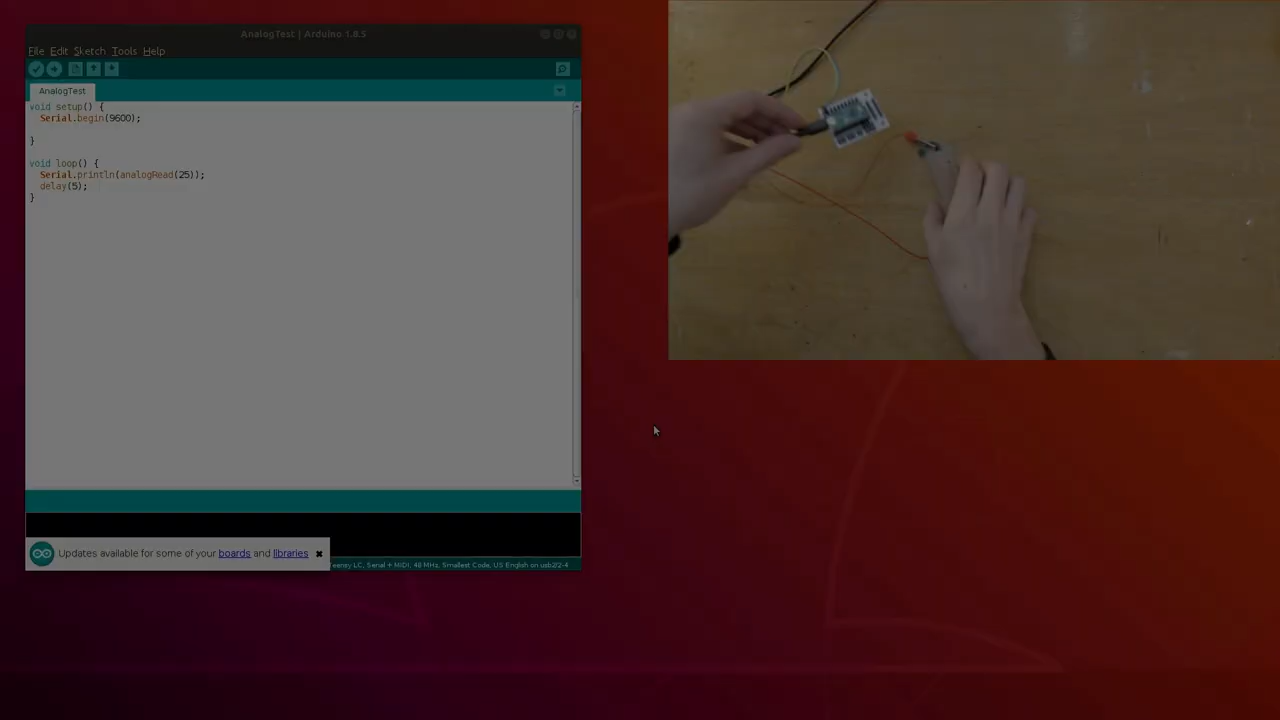 AnalogTest | Arduino 1.8.5
File Edit Sketch Tools Help
AnalogTest
void setup() {
Serial.begin(9600);
}
void loop() {
Serial.println(analogRead(25));
delay(5);
}
Updates available for some of your boards and libraries ✖
Teensy LC, Serial + MIDI, 48 MHz, Smallest Code, US English on usb2/2-4